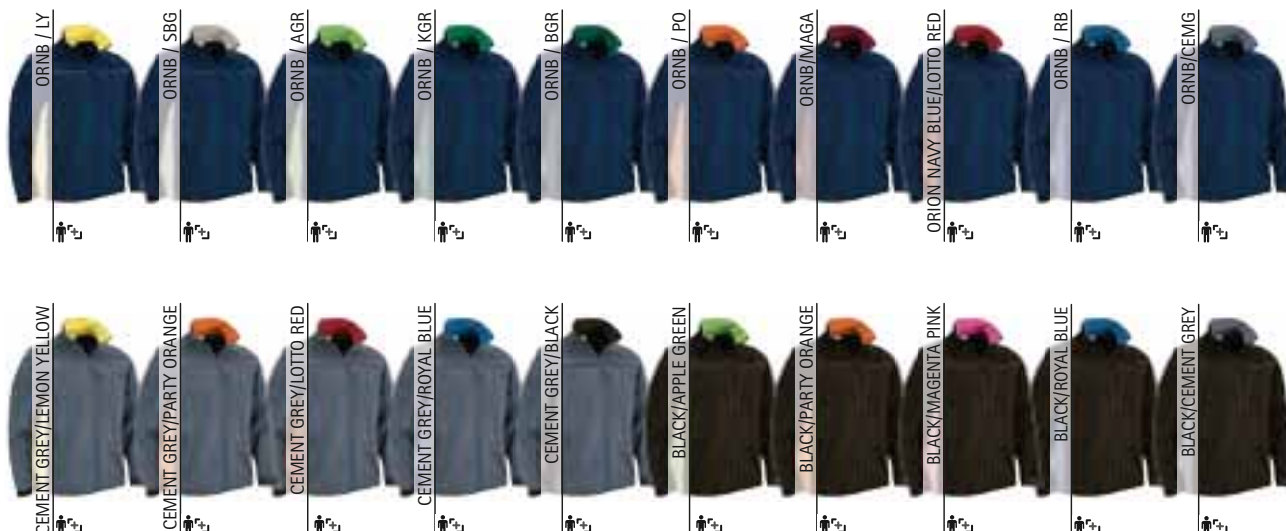 ORNB / LY
ORNB / SBG
ORNB / AGR
ORNB / KGR
ORNB / BGR
ORNB / PO
ORNB/MAGA
ORION NAVY BLUE/LOTTO RED
ORNB / RB
ORNB/CEMG
CEMENT GREY/LEMON YELLOW
CEMENT GREY/PARTY ORANGE
CEMENT GREY/LOTTO RED
CEMENT GREY/ROYAL BLUE
CEMENT GREY/BLACK
BLACK/APPLE GREEN
BLACK/PARTY ORANGE
BLACK/MAGENTA PINK
BLACK/ROYAL BLUE
BLACK/CEMENT GREY